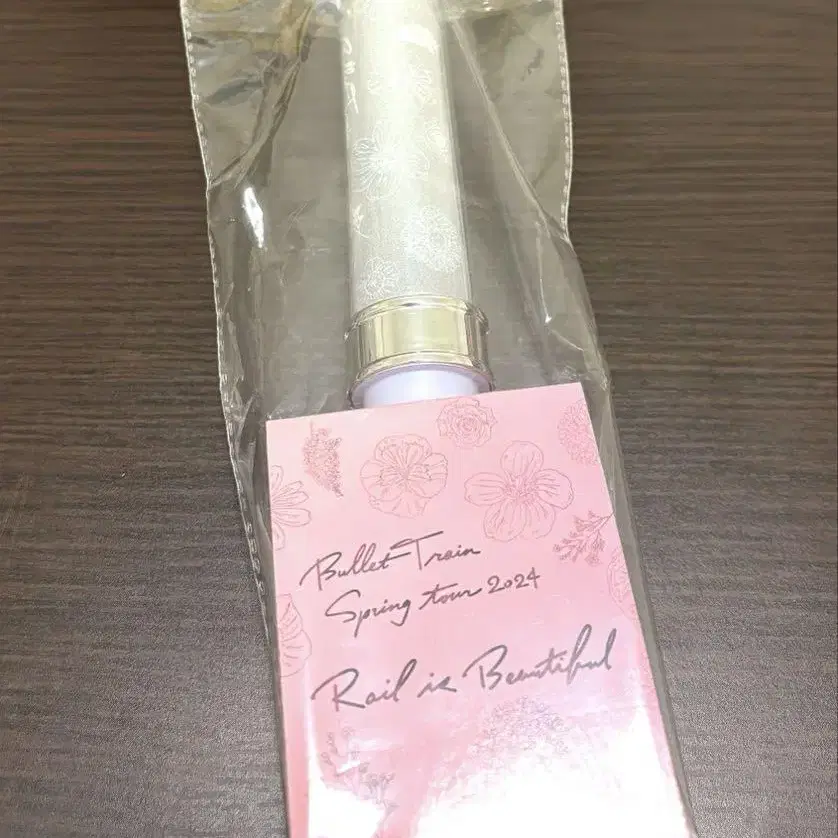 Bullet Train
Spring tour 2024
Rail is Beautiful